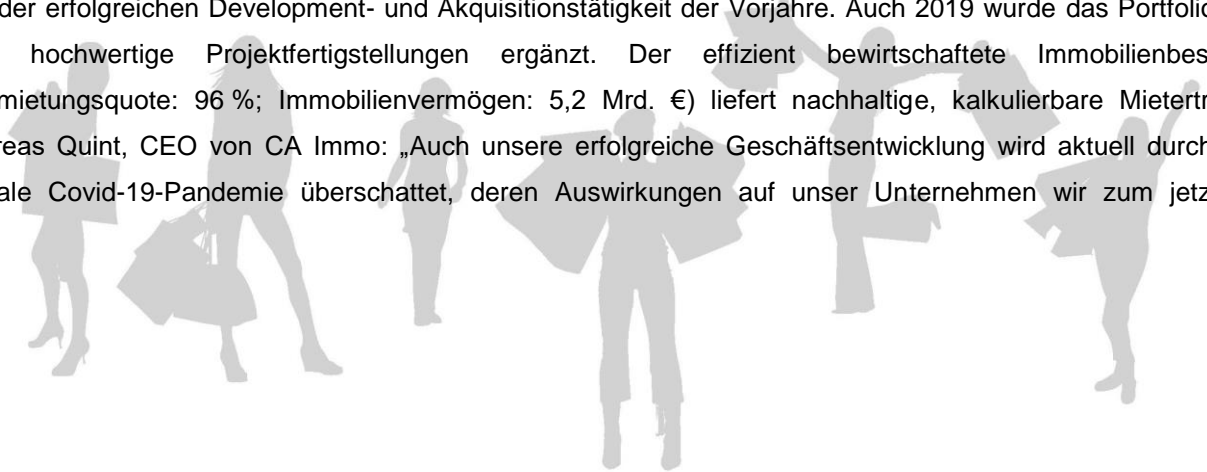 der erfolgreichen Development- und Akquisitionstätigkeit der Vorjahre. Auch 2019 wurde das Portfolio
hochwertige Projektfertigstellungen ergänzt. Der effizient bewirtschaftete Immobilienbes
mietungsquote: 96 %; Immobilienvermögen: 5,2 Mrd. €) liefert nachhaltige, kalkulierbare Mietertr
reas Quint, CEO von CA Immo: „Auch unsere erfolgreiche Geschäftsentwicklung wird aktuell durch
ale Covid-19-Pandemie überschattet, deren Auswirkungen auf unser Unternehmen wir zum jetz